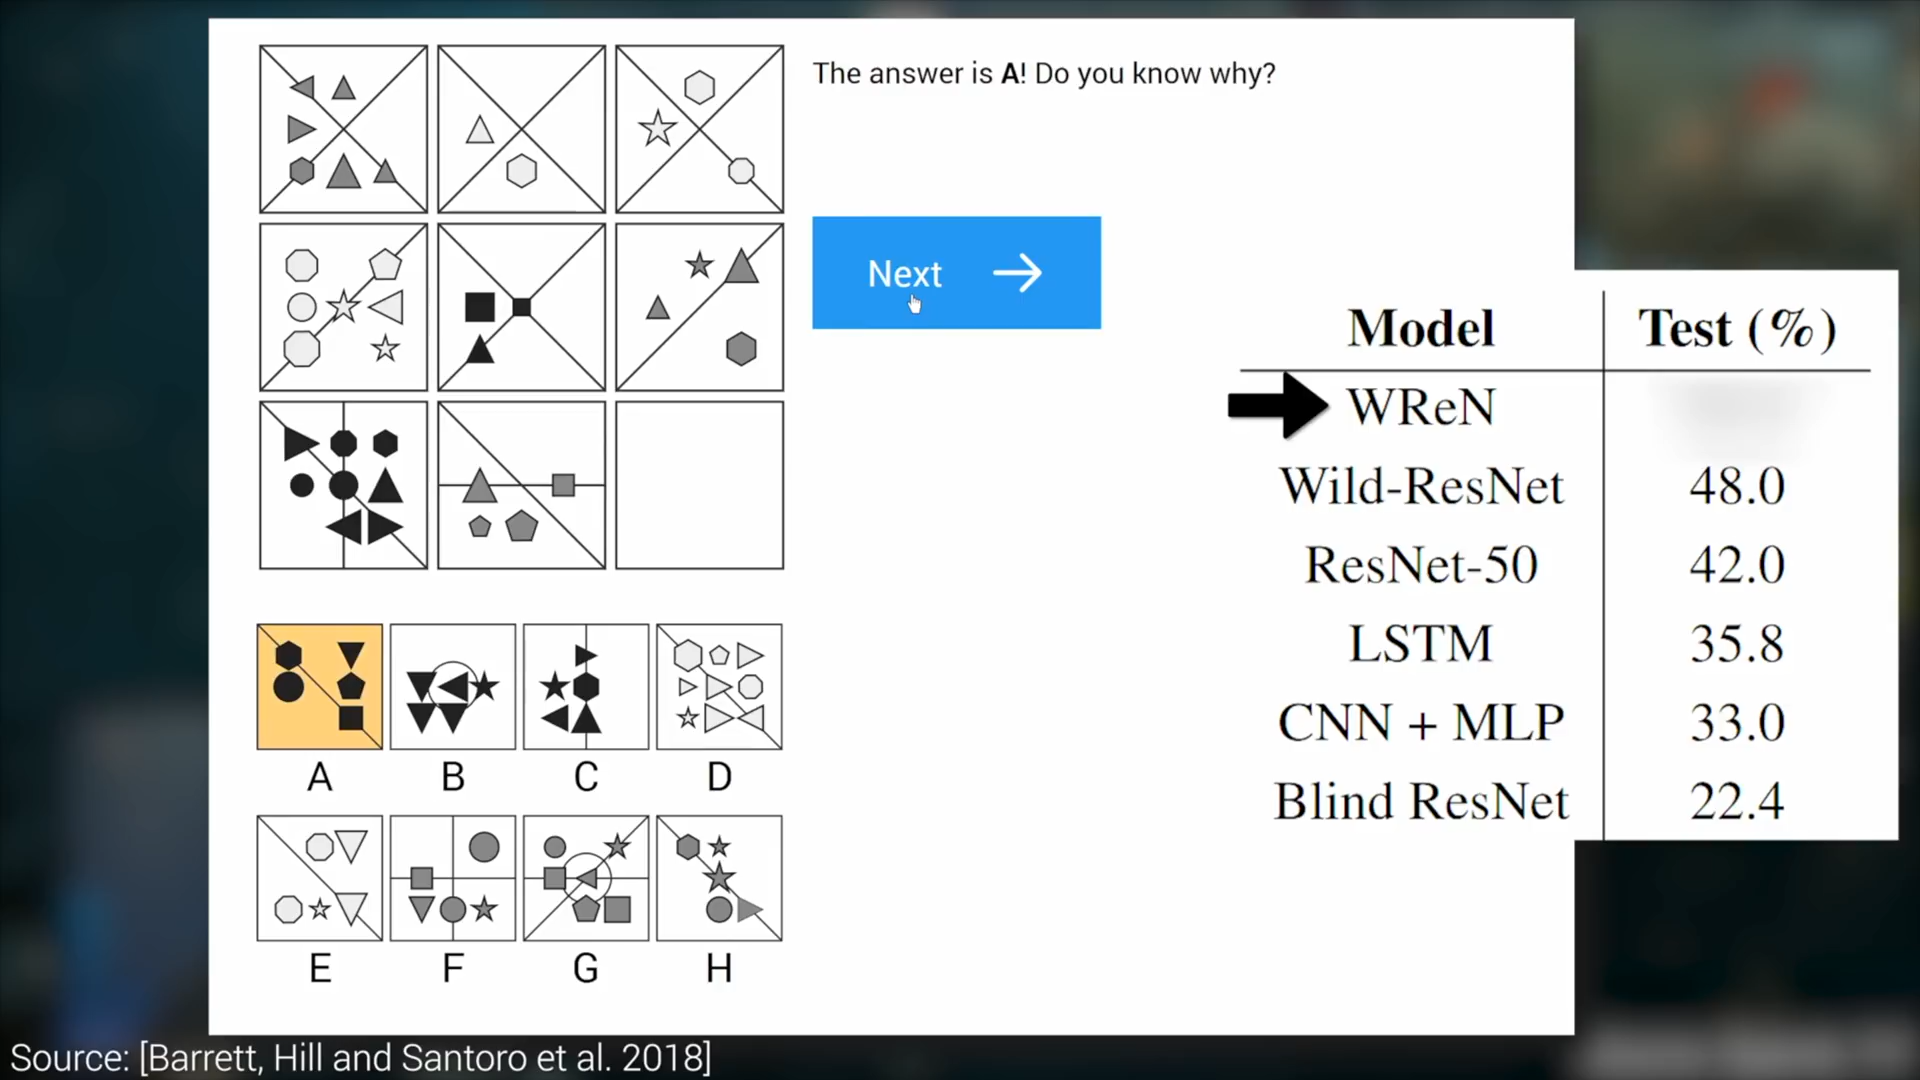 The answer is A! Do you know why?
Next
Model Test (%)
WReN
Wild-ResNet 48.0
ResNet-50 42.0
LSTM 35.8
CNN + MLP 33.0
Blind ResNet 22.4
A B C D
E F G H
Source: [Barrett, Hill and Santoro et al. 2018]